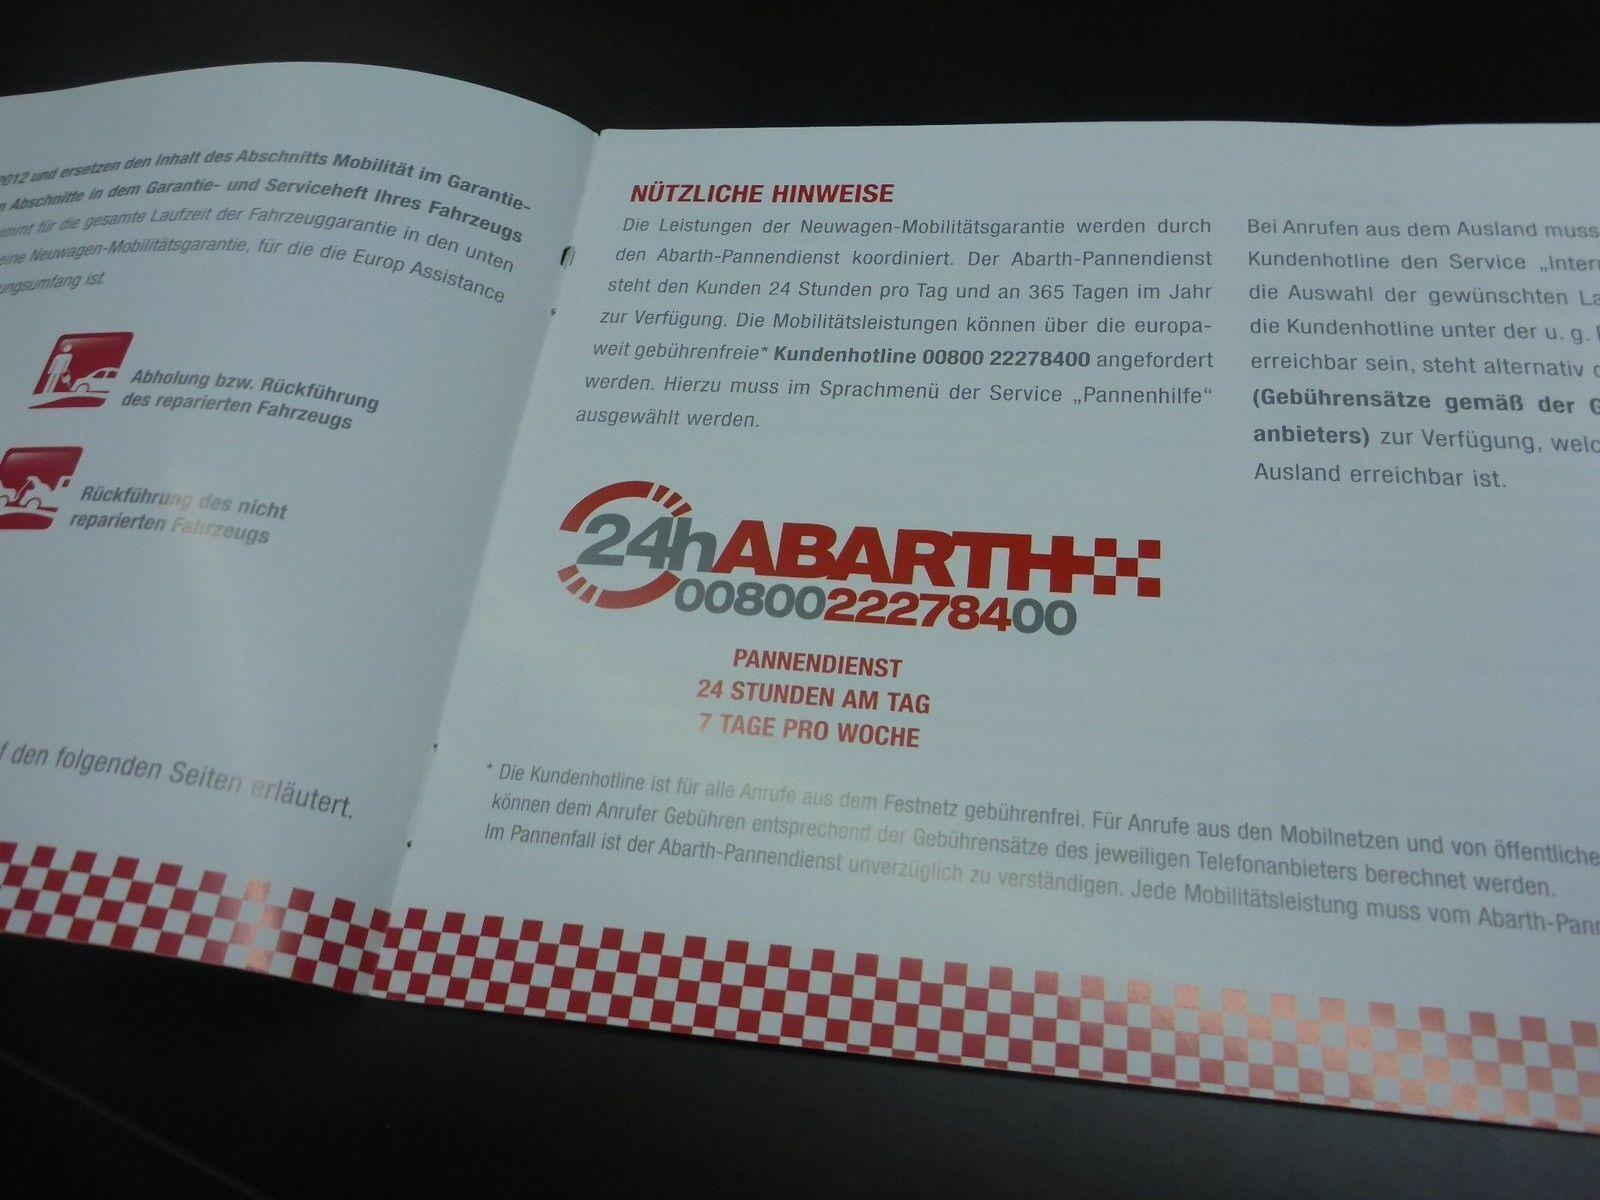 2012 und ersetzen den Inhalt des Abschnitts Mobilität im Garantie-
Abschnitte in dem Garantie- und Serviceheft Ihres Fahrzeugs
für die gesamte Laufzeit der Fahrzeuggarantie in den unten
eine Neuwagen-Mobilitätsgarantie, für die die Europ Assistance
ungsumfang ist.
Abholung bzw. Rückführung
des reparierten Fahrzeugs
Rückführung des nicht
reparierten Fahrzeugs
f den folgenden Seiten erläutert.
NÜTZLICHE HINWEISE
Die Leistungen der Neuwagen-Mobilitätsgarantie werden durch
den Abarth-Pannendienst koordiniert. Der Abarth-Pannendienst
steht den Kunden 24 Stunden pro Tag und an 365 Tagen im Jahr
zur Verfügung. Die Mobilitätsleistungen können über die europa-
weit gebührenfreie* Kundenhotline 00800 22278400 angefordert
werden. Hierzu muss im Sprachmenü der Service „Pannenhilfe“
ausgewählt werden.
24h ABARTH
00800 22278400
PANNENDIENST
24 STUNDEN AM TAG
7 TAGE PRO WOCHE
* Die Kundenhotline ist für alle Anrufe aus dem Festnetz gebührenfrei. Für Anrufe aus den Mobilnetzen und von öffentliche
können dem Anrufer Gebühren entsprechend der Gebührensätze des jeweiligen Telefonanbieters berechnet werden.
Im Pannenfall ist der Abarth-Pannendienst unverzüglich zu verständigen. Jede Mobilitätsleistung muss vom Abarth-Pann
Bei Anrufen aus dem Ausland muss
Kundenhotline den Service „Intern
die Auswahl der gewünschten La
die Kundenhotline unter der u. g.
erreichbar sein, steht alternativ
(Gebührensätze gemäß der G
anbieters) zur Verfügung, welc
Ausland erreichbar ist.